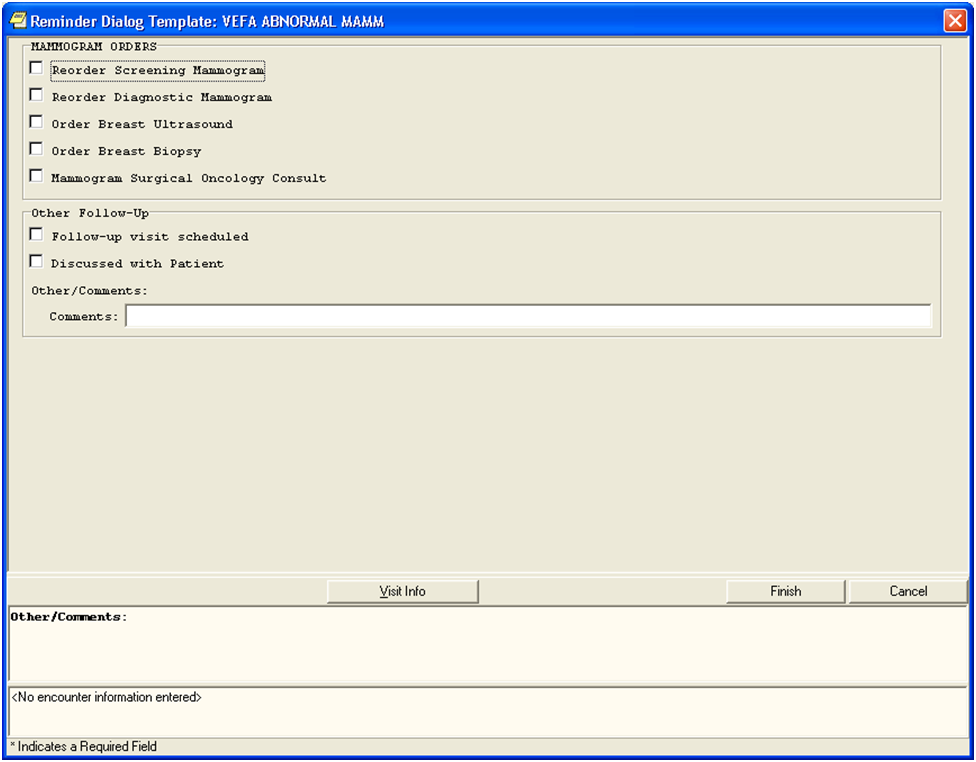 Reminder Dialog Template: VEFA ABNORMAL MAMM
MAMMOGRAM ORDERS
Reorder Screening Mammogram
Reorder Diagnostic Mammogram
Order Breast Ultrasound
Order Breast Biopsy
Mammogram Surgical Oncology Consult
Other Follow-Up
Follow-up visit scheduled
Discussed with Patient
Other/Comments:
Comments:
Visit Info Finish Cancel
Other/Comments:
<No encounter information entered>
* Indicates a Required Field